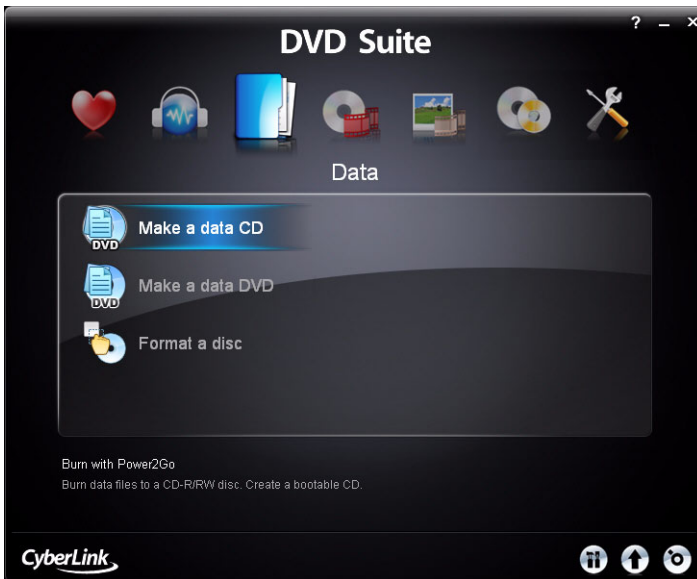 ? _ ×
DVD Suite
Data
DVD Make a data CD
DVD Make a data DVD
Format a disc
Burn with Power2Go
Burn data files to a CD-R/RW disc. Create a bootable CD.
CyberLink